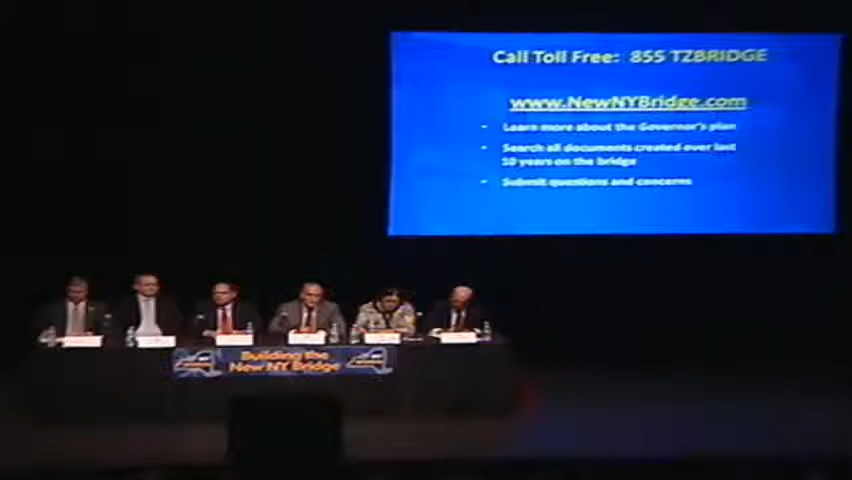 Call Toll Free: 855 TZBRIDGE
www.NewNYBridge.com
• Learn more about the Governor's plan
• Search all documents created over last
10 years on the bridge
• Submit questions and concerns
Building the
New NY Bridge